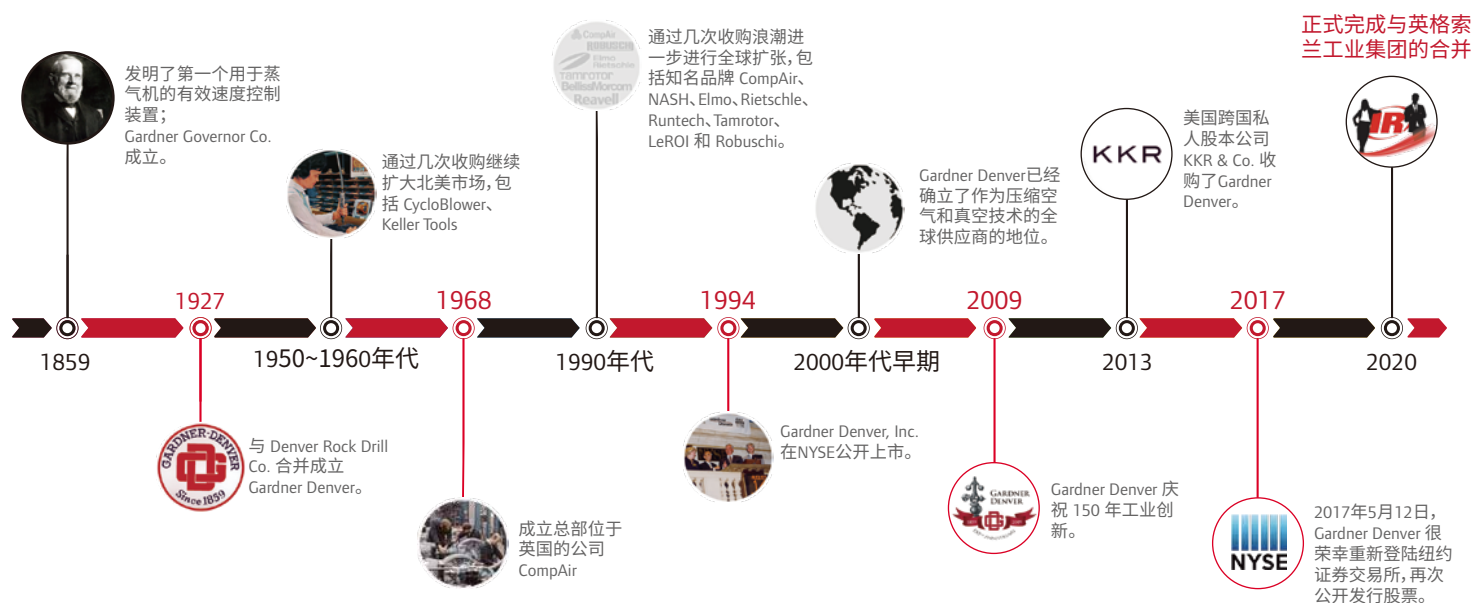 发明了第一个用于蒸
气机的有效速度控制
装置；
Gardner Governor Co.
成立。
1859
1927
GARDNER-DENVER
Since 1859
与 Denver Rock Drill
Co. 合并成立
Gardner Denver。
通过几次收购继续
扩大北美市场，包
括 CycloBlower、
Keller Tools
1950~1960年代
1968
成立总部位于
英国的公司
CompAir
CompAir
ROBUSCHI
Elmo
Rietschle
Tamrotor
BellissMorcom
Reavell
通过几次收购浪潮进
一步进行全球扩张，包
括知名品牌 CompAir、
NASH、Elmo、Rietschle、
Runtech、Tamrotor、
LeROI 和 Robuschi。
1990年代
1994
Gardner Denver, Inc.
在NYSE公开上市。
Gardner Denver已经
确立了作为压缩空
气和真空技术的全
球供应商的地位。
2000年代早期
2009
GARDNER
DENVER
Gardner Denver 庆
祝 150 年工业创
新。
KKR
美国跨国私
人股本公司
KKR & Co. 收
购了Gardner
Denver。
2013
2017
NYSE
2017年5月12日，
Gardner Denver 很
荣幸重新登陆纽约
证券交易所，再次
公开发行股票。
正式完成与英格索
兰工业集团的合并
IR
2020